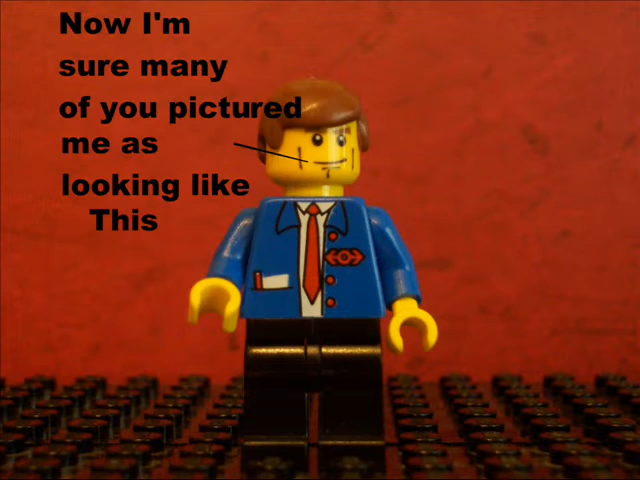 Now I'm
sure many
of you pictured
me as
looking like
This